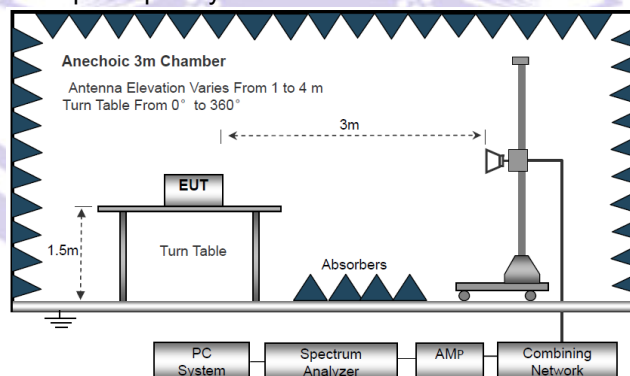 Anechoic 3m Chamber
Antenna Elevation Varies From 1 to 4 m
Turn Table From 0° to 360°
3m
EUT
1.5m
Turn Table
Absorbers
PC
System
Spectrum
Analyzer
AMP
Combining
Network